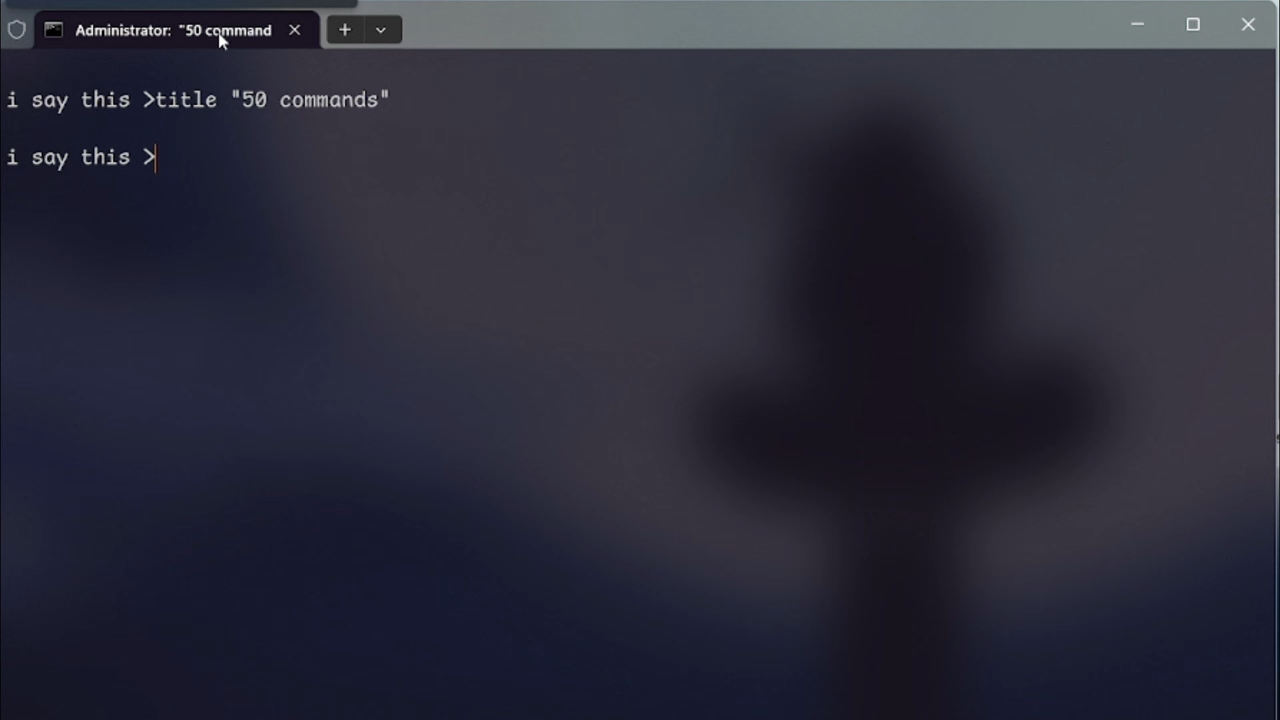 Administrator: "50 command
i say this >title "50 commands"
i say this >